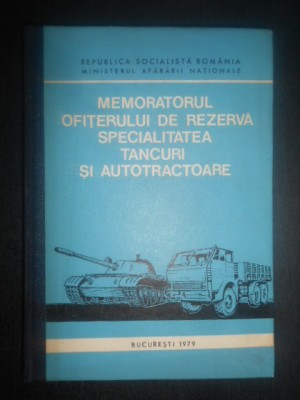 REPUBLICA SOCIALISTĂ ROMÂNIA
MINISTERUL APĂRĂRII NAȚIONALE
MEMORATORUL
OFIȚERULUI DE REZERVĂ
SPECIALITATEA
TANCURI
ȘI AUTOTRACTOARE
BUCUREȘTI 1979